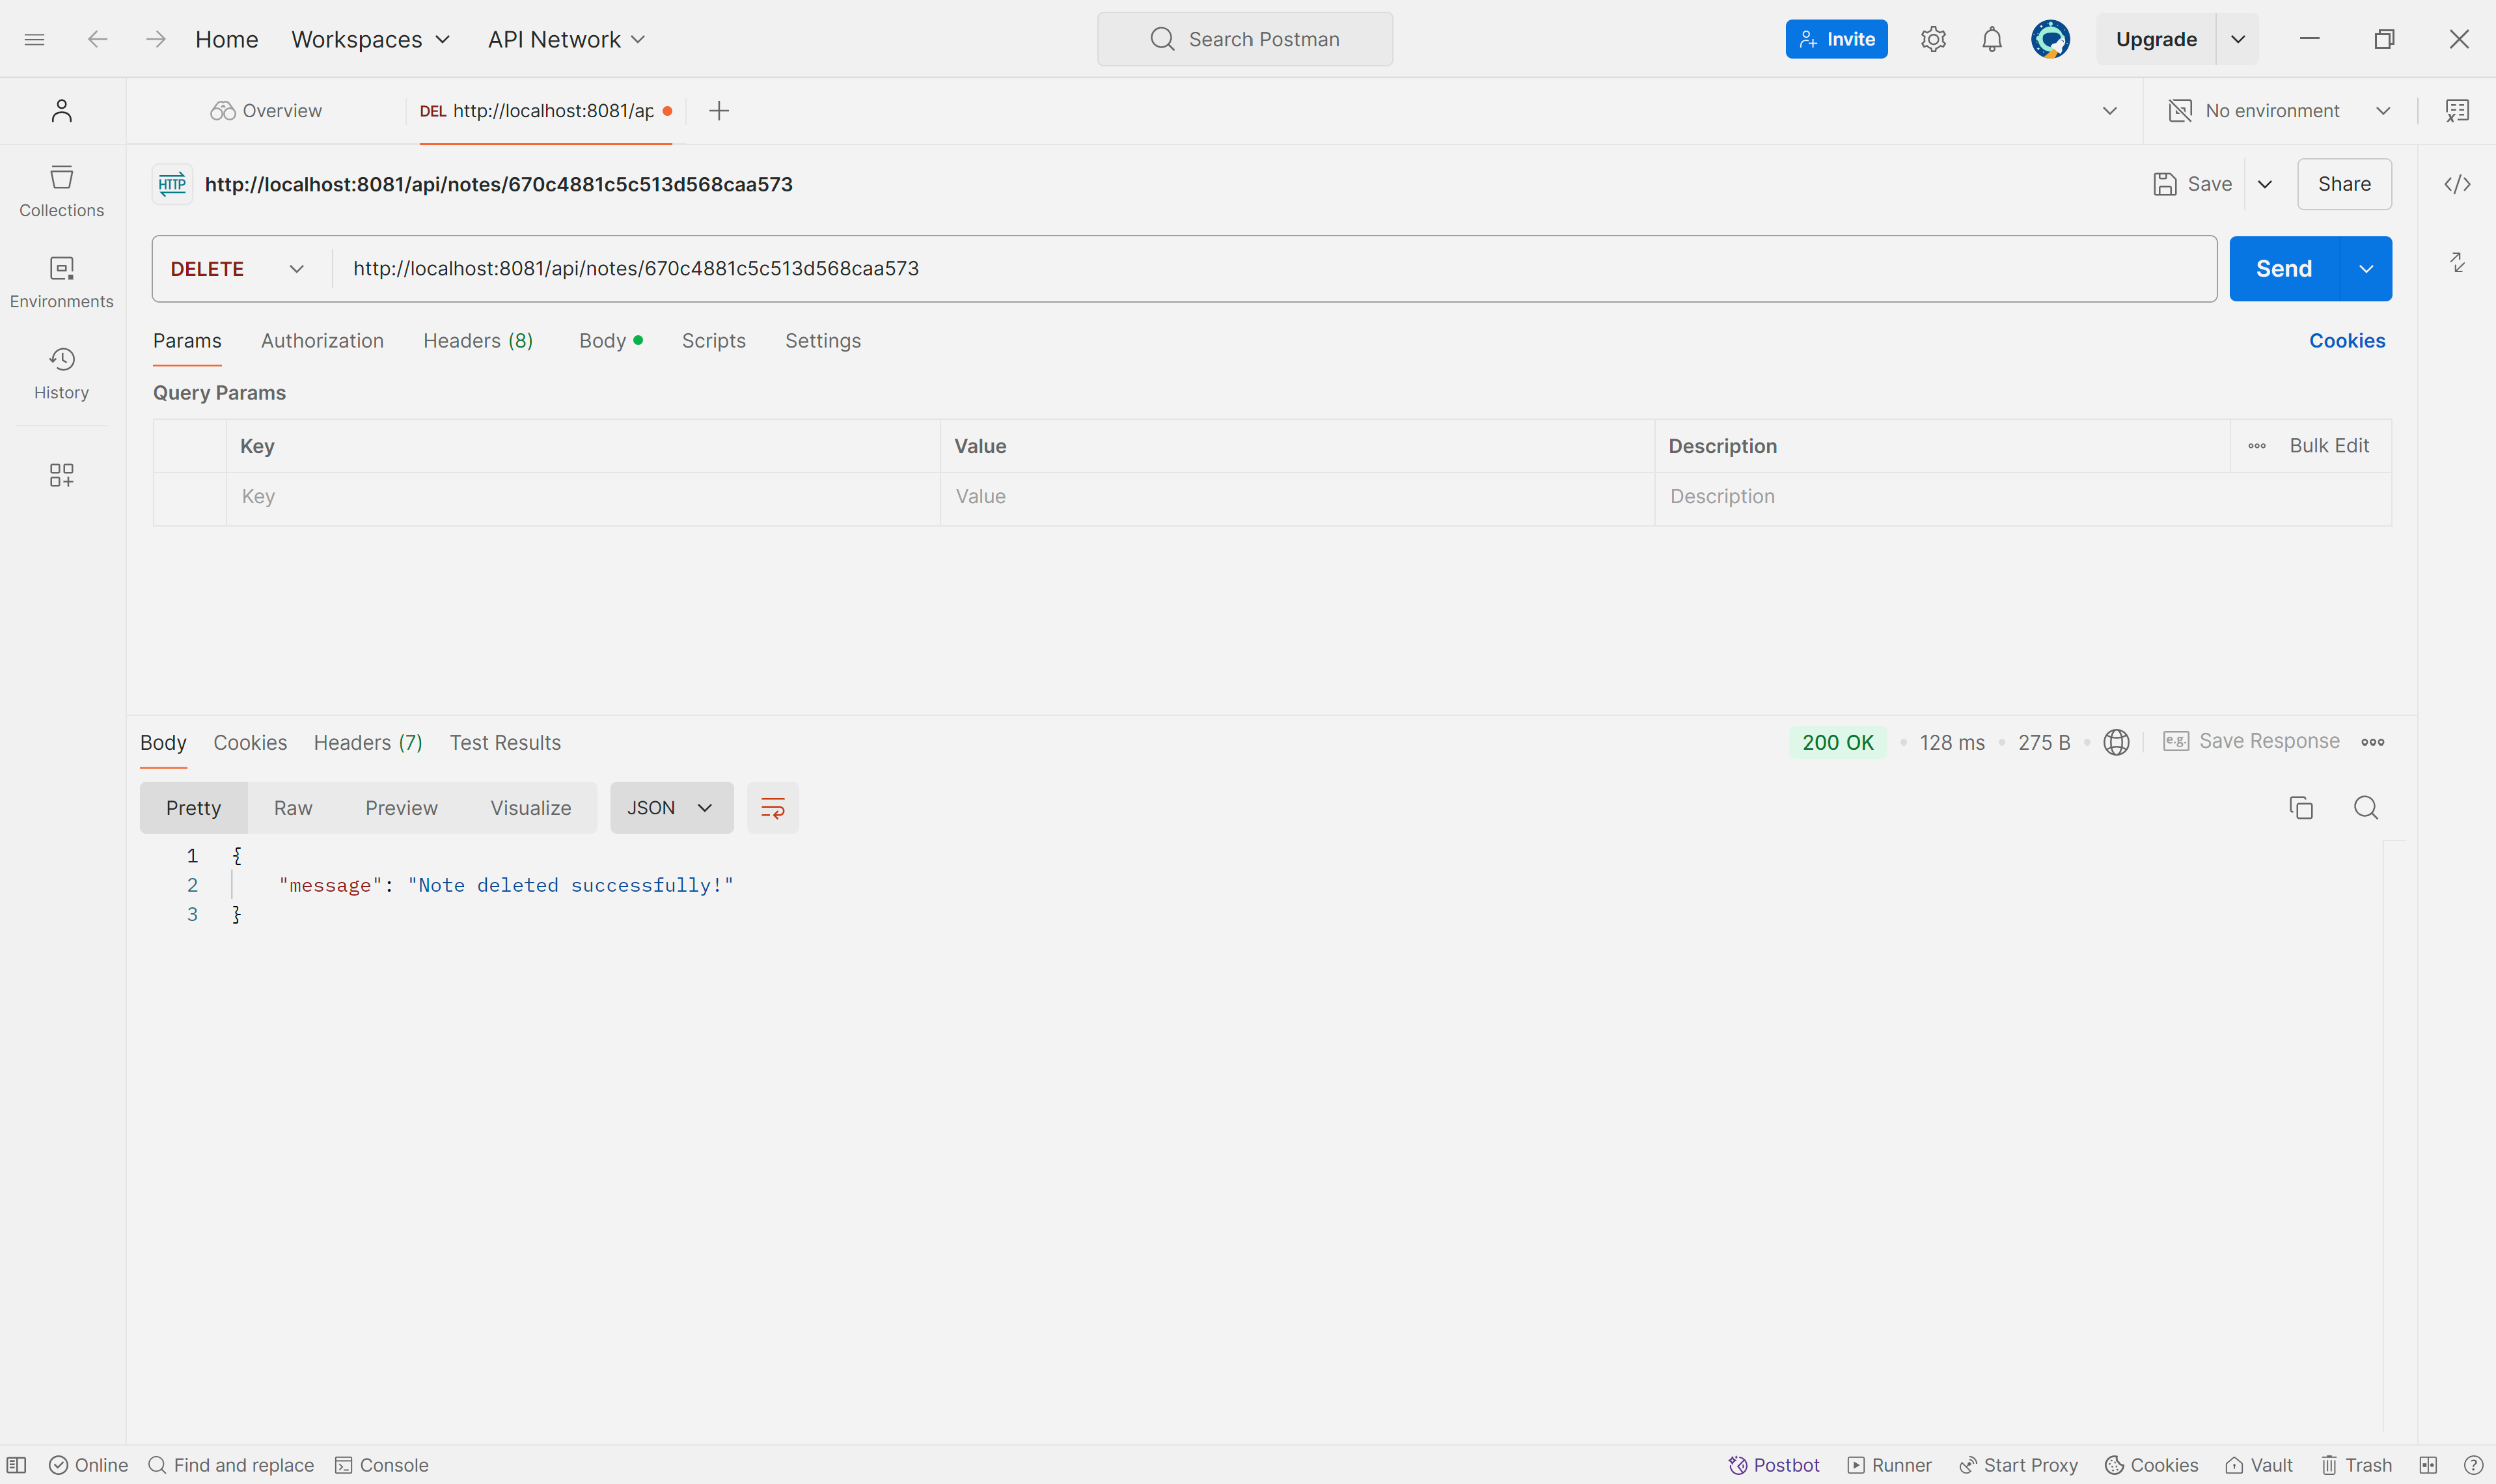 Home Workspaces API Network Search Postman Invite Upgrade
Overview DEL http://localhost:8081/ap No environment
HTTP http://localhost:8081/api/notes/670c4881c5c513d568caa573 Save Share
Collections
DELETE http://localhost:8081/api/notes/670c4881c5c513d568caa573 Send
Environments
Params Authorization Headers (8) Body Scripts Settings Cookies
History
Query Params
Key Value Description Bulk Edit
Key Value Description
Body Cookies Headers (7) Test Results 200 OK 128 ms 275 B e.g. Save Response
Pretty Raw Preview Visualize JSON
1 {
2 "message": "Note deleted successfully!"
3 }
Online Find and replace Console Postbot Runner Start Proxy Cookies Vault Trash